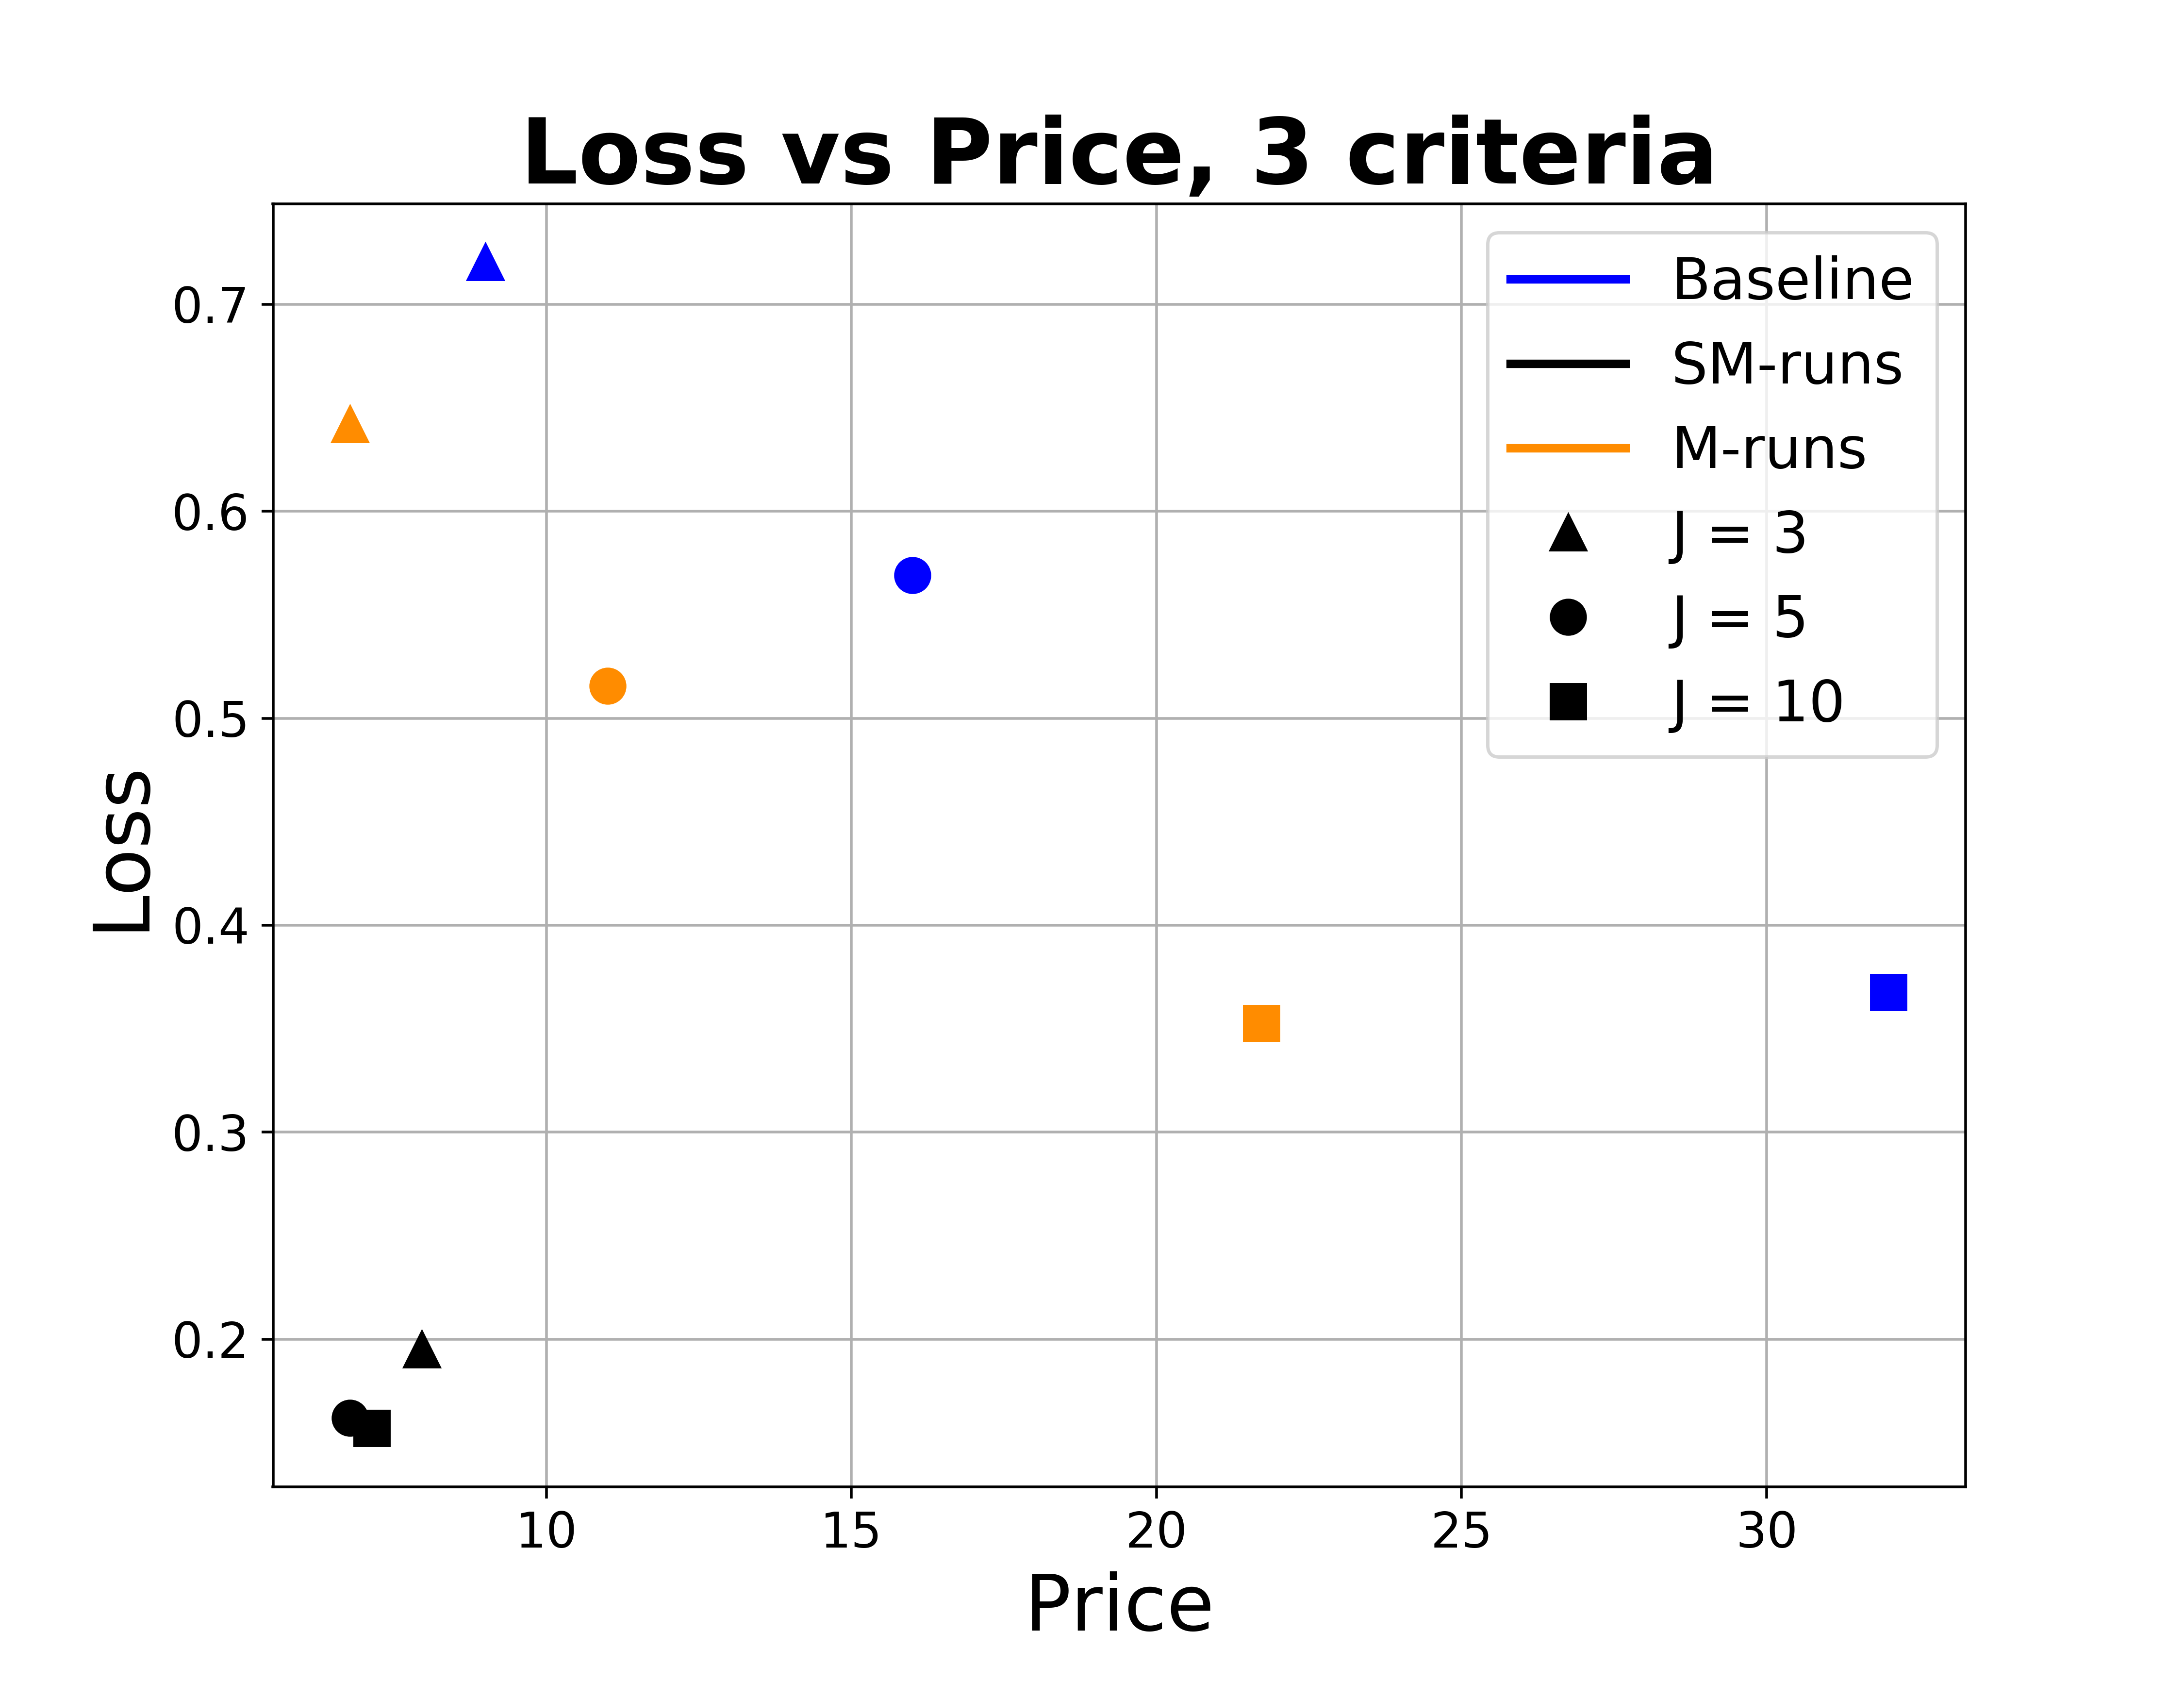 Loss vs Price, 3 criteria
Baseline
SM-runs
M-runs
J = 3
J = 5
J = 10
0.7
0.6
0.5
0.4
0.3
0.2
Loss
10 15 20 25 30
Price